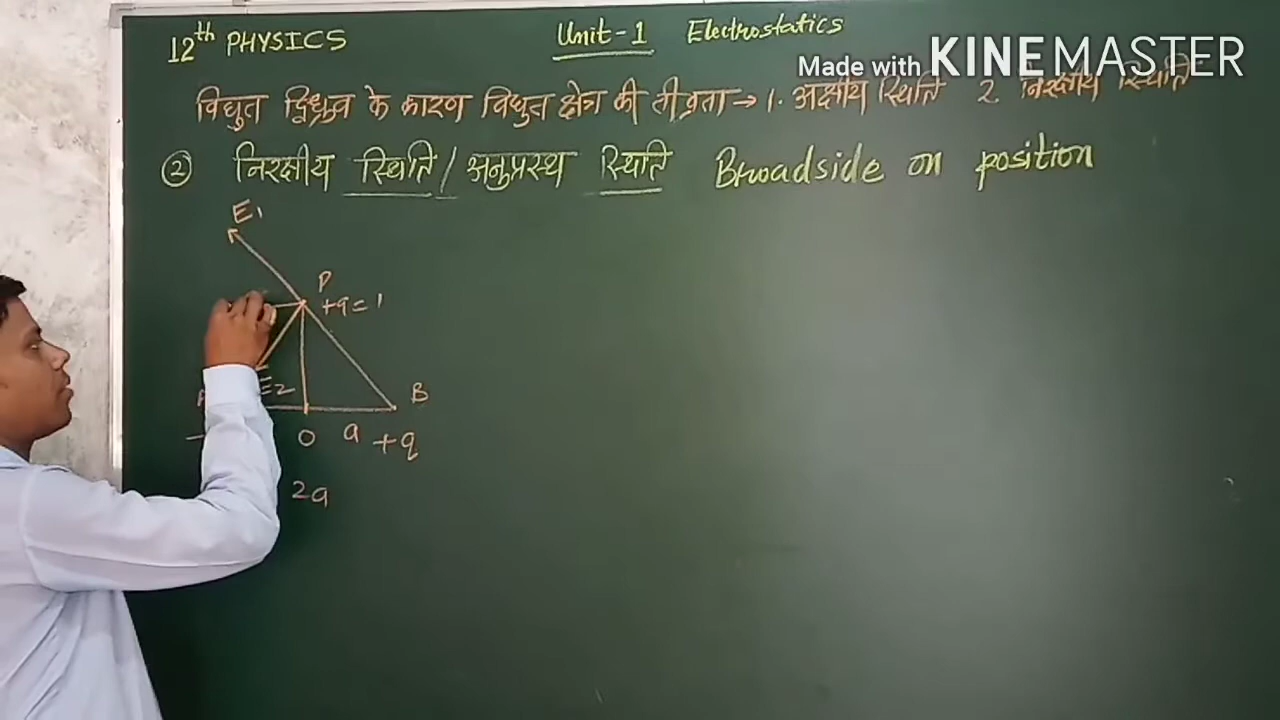 12th PHYSICS Unit-1 Electrostatics
Made with KINEMASTER
विद्युत द्विध्रुव के कारण विद्युत क्षेत्र की तीव्रता → 1. अक्षीय स्थिति 2. निरक्षीय स्थिति
② निरक्षीय स्थिति / अनुप्रस्थ स्थिति Broadside on position
E1
P
+q = 1
E2 B
O a +q
2a